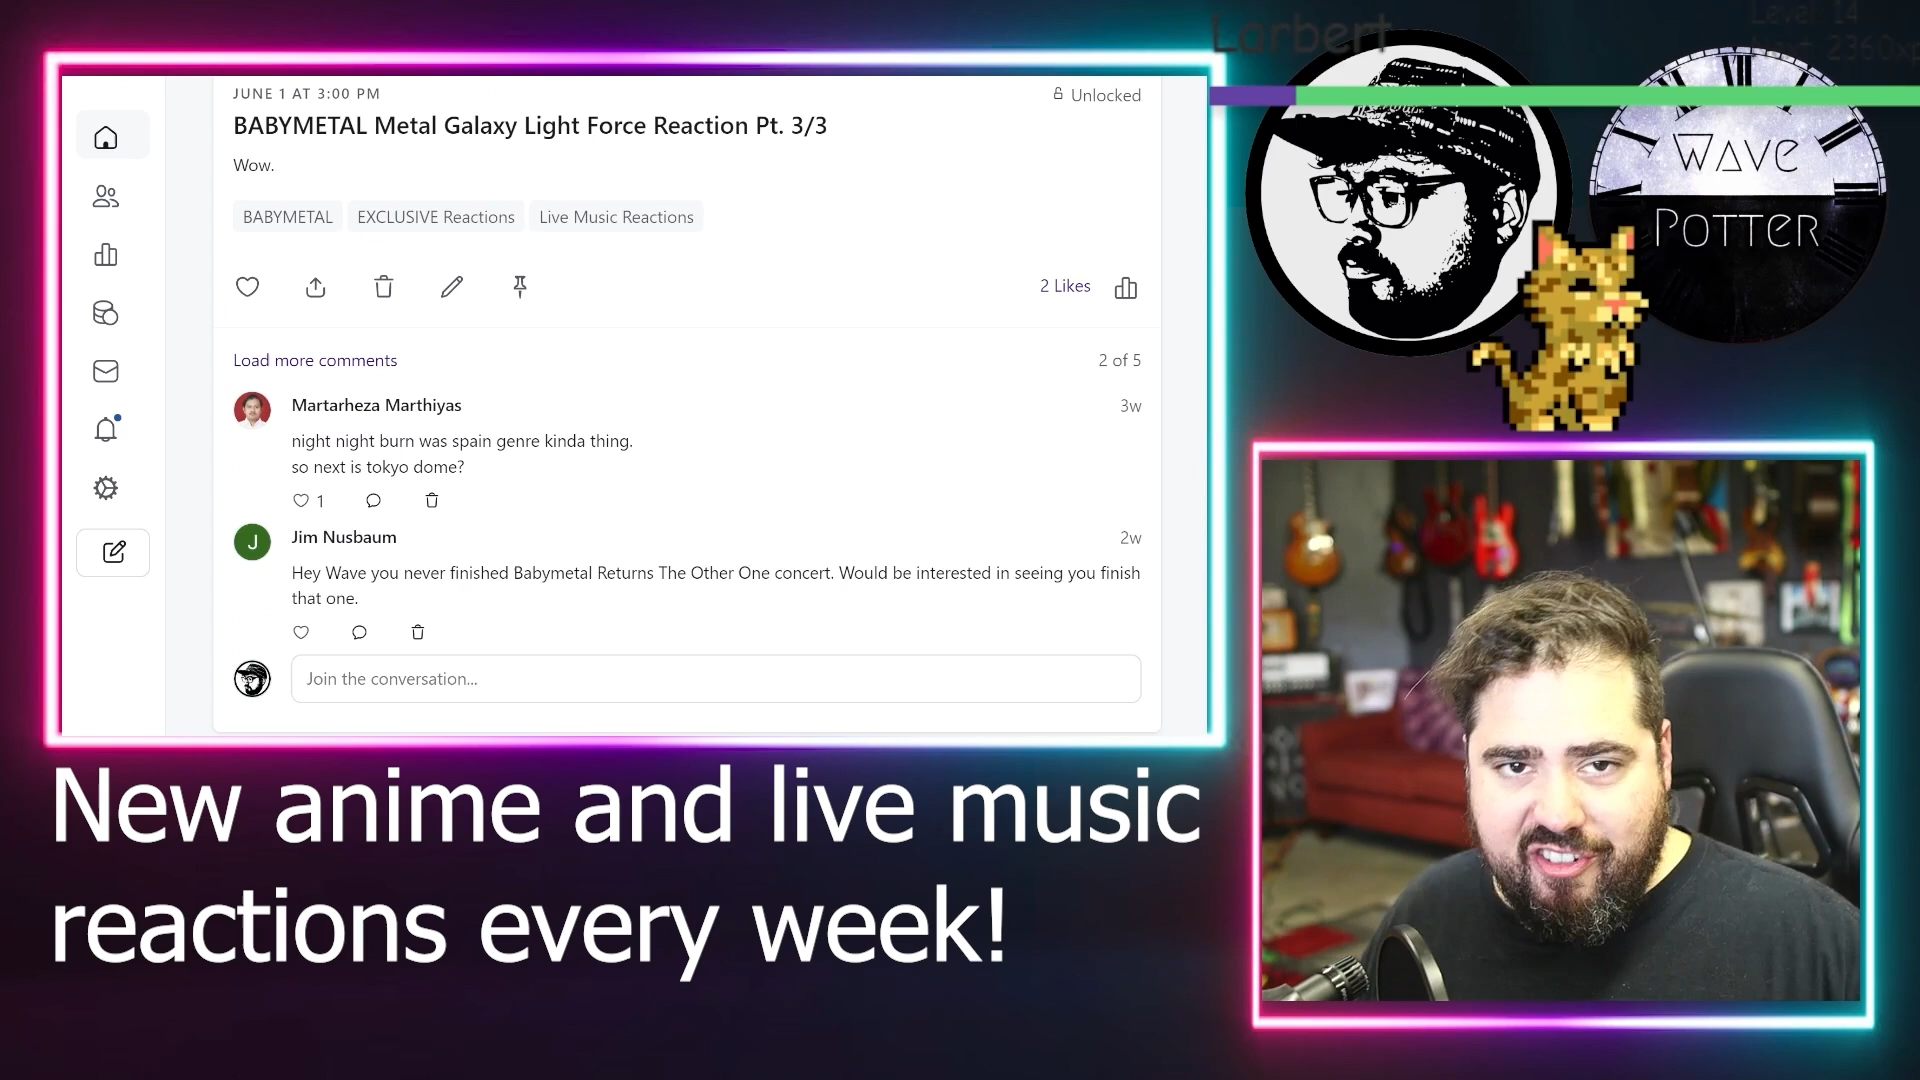 Larbert
Level: 14
2360xp
JUNE 1 AT 3:00 PM
Unlocked
BABYMETAL Metal Galaxy Light Force Reaction Pt. 3/3
Wow.
BABYMETAL
EXCLUSIVE Reactions
Live Music Reactions
2 Likes
Load more comments
2 of 5
Martarheza Marthiyas
3w
night night burn was spain genre kinda thing.
so next is tokyo dome?
1
J
Jim Nusbaum
2w
Hey Wave you never finished Babymetal Returns The Other One concert. Would be interested in seeing you finish
that one.
Join the conversation...
WAVE
POTTER
New anime and live music
reactions every week!